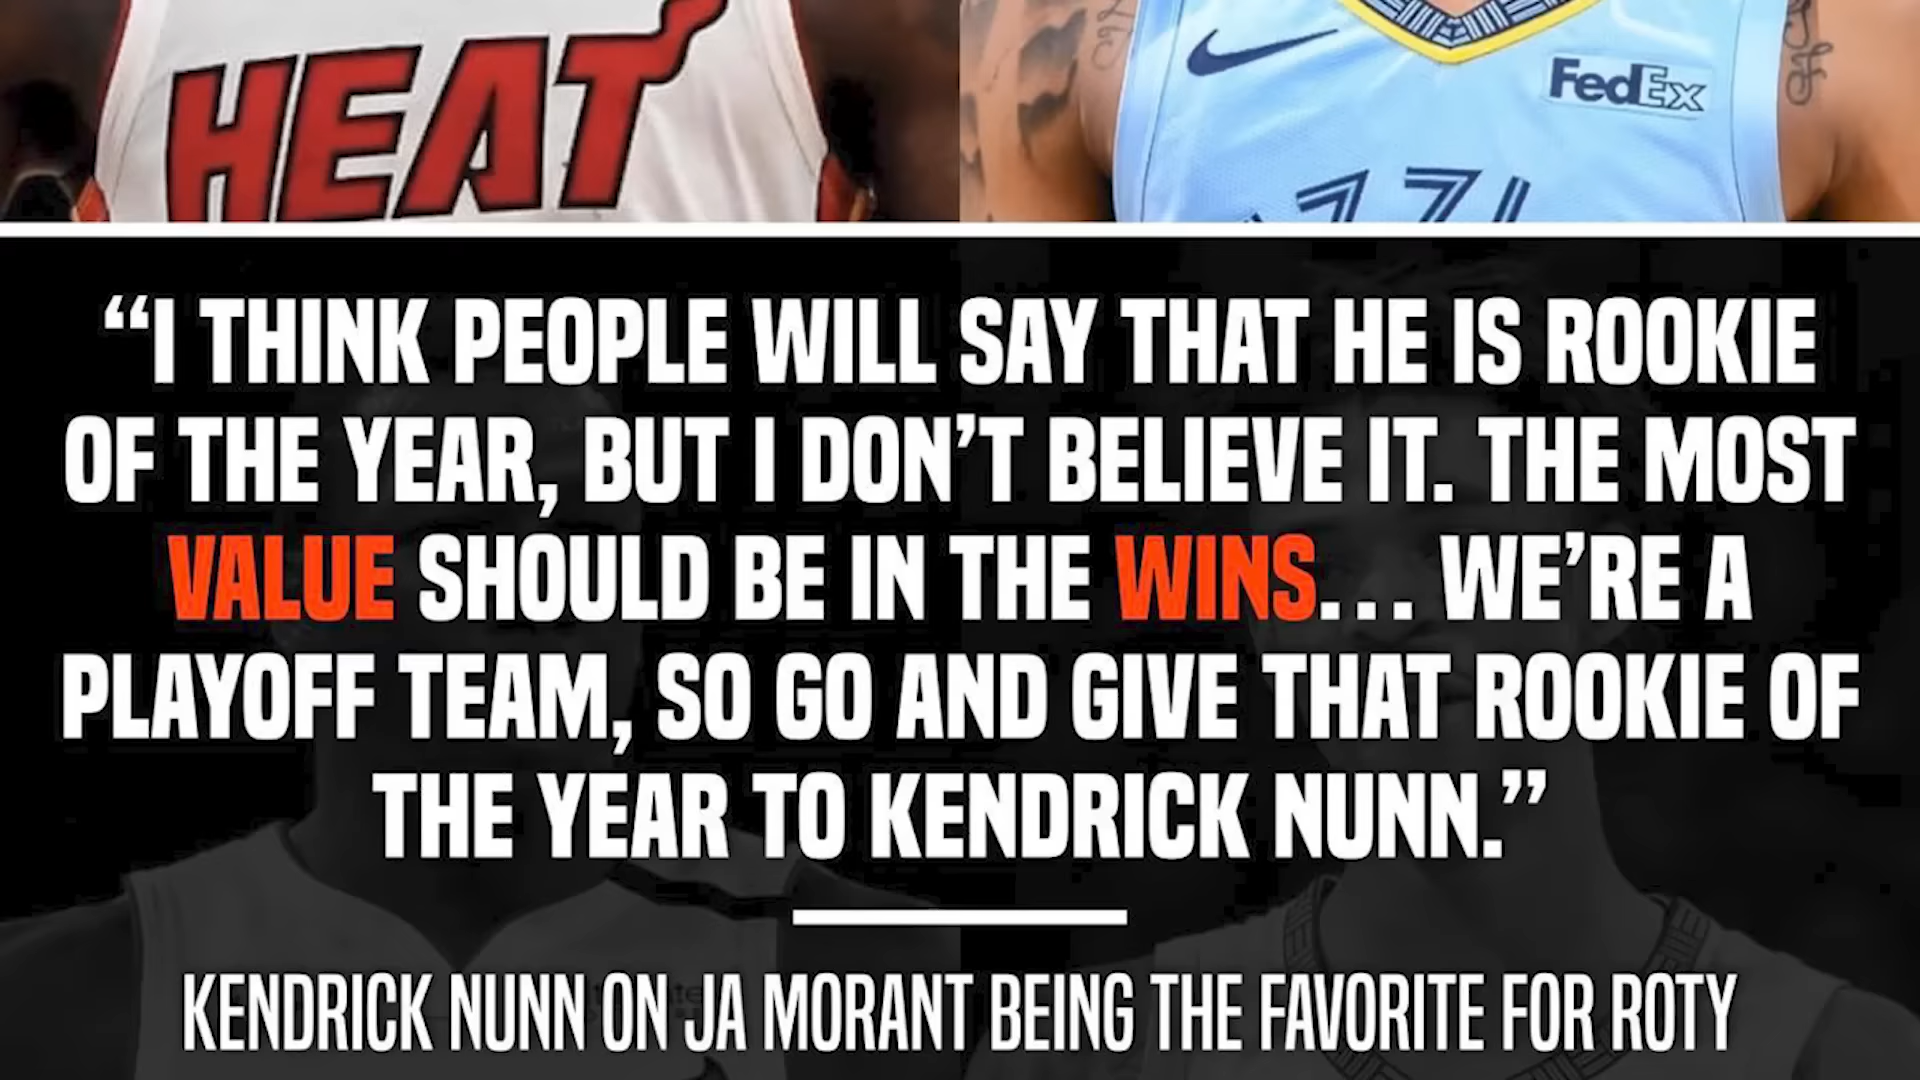 HEAT
FedEx
“I THINK PEOPLE WILL SAY THAT HE IS ROOKIE
OF THE YEAR, BUT I DON’T BELIEVE IT. THE MOST
VALUE SHOULD BE IN THE WINS... WE’RE A
PLAYOFF TEAM, SO GO AND GIVE THAT ROOKIE OF
THE YEAR TO KENDRICK NUNN.”
KENDRICK NUNN ON JA MORANT BEING THE FAVORITE FOR ROTY